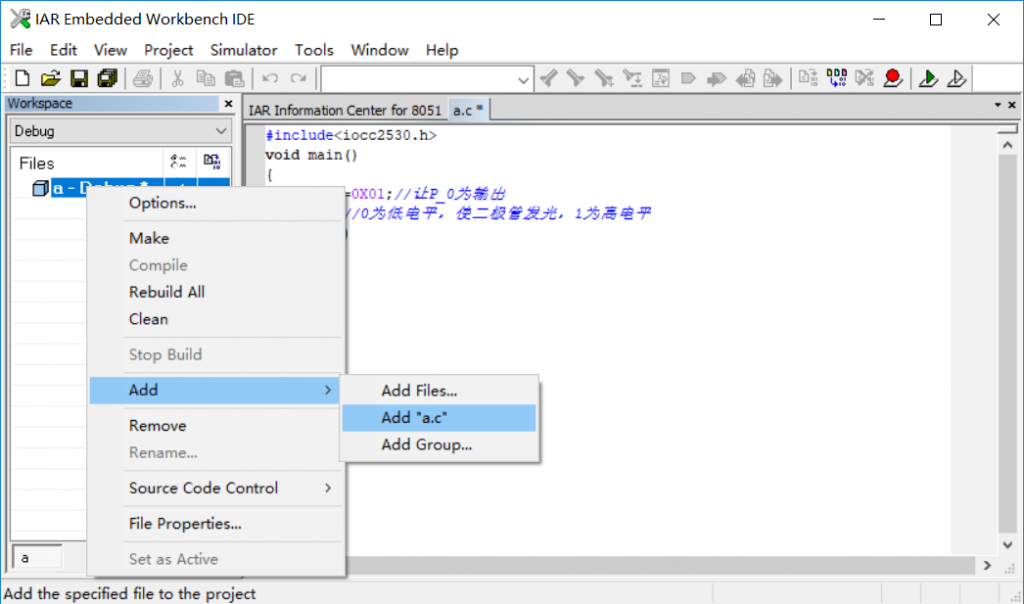 IAR Embedded Workbench IDE
File Edit View Project Simulator Tools Window Help
Workspace
IAR Information Center for 8051 a.c *
Debug
Files
a - Debug *
#include<iocc2530.h>
void main()
{
=0X01;//让P_0为输出
//0为低电平，使二极管发光，1为高电平
Options...
Make
Compile
Rebuild All
Clean
Stop Build
Add
Add Files...
Add "a.c"
Add Group...
Remove
Rename...
Source Code Control
File Properties...
Set as Active
a
Add the specified file to the project